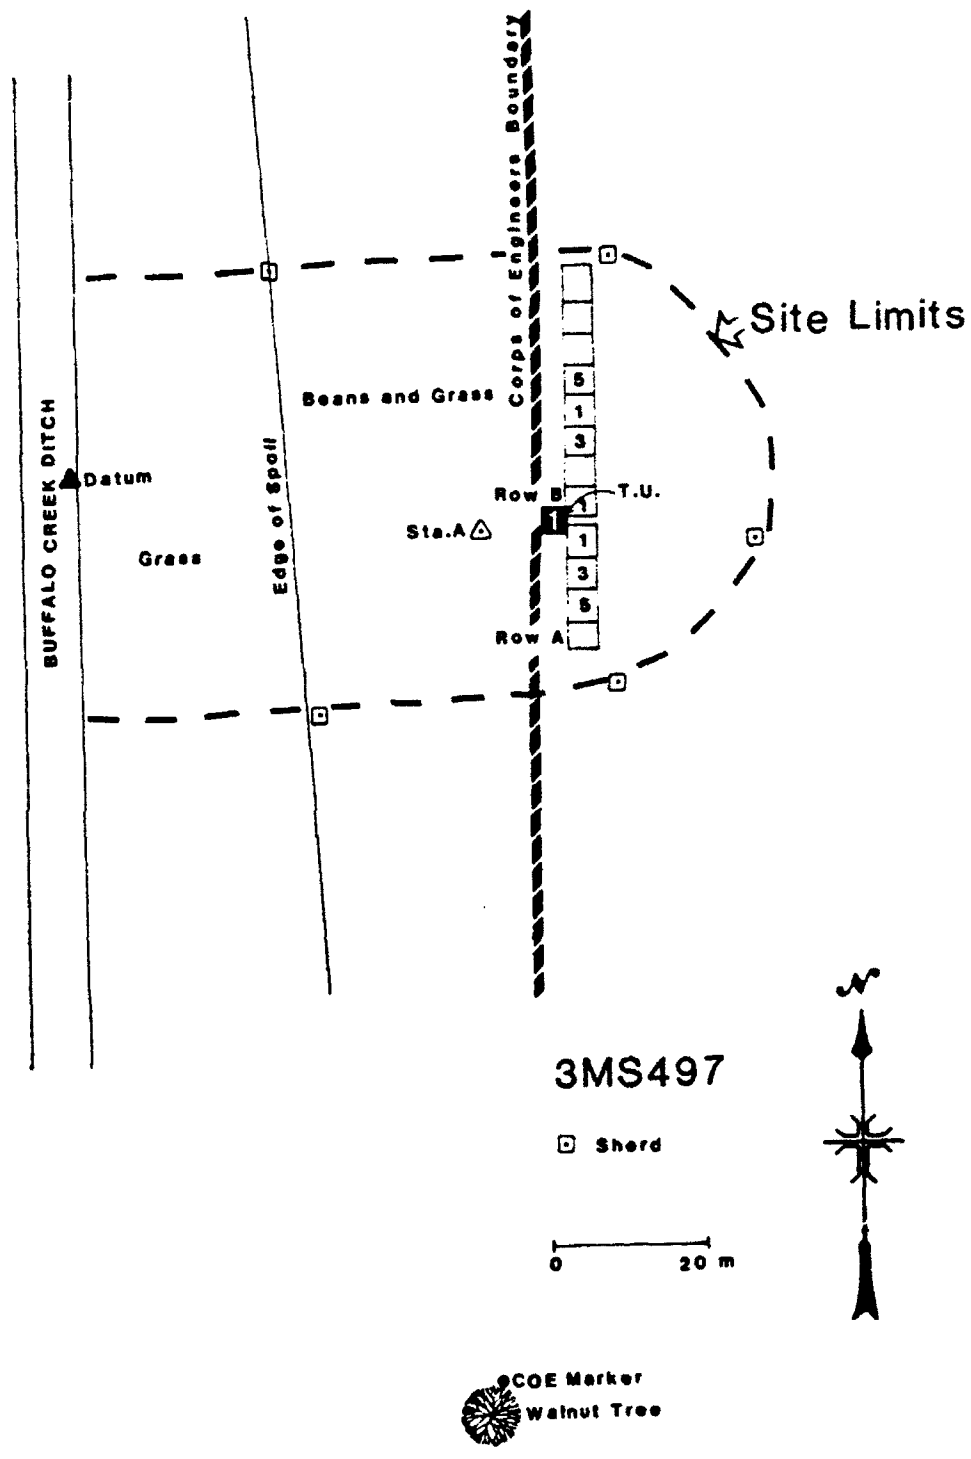 Corps of Engineers Boundary
Site Limits
5
Beans and Grass
1
3
BUFFALO CREEK DITCH
Datum
Edge of Spoil
Row B
T.U.
1
1
Sta.A
1
Grass
3
5
Row A
N
3MS497
Sherd
0 20 m
COE Marker
Walnut Tree